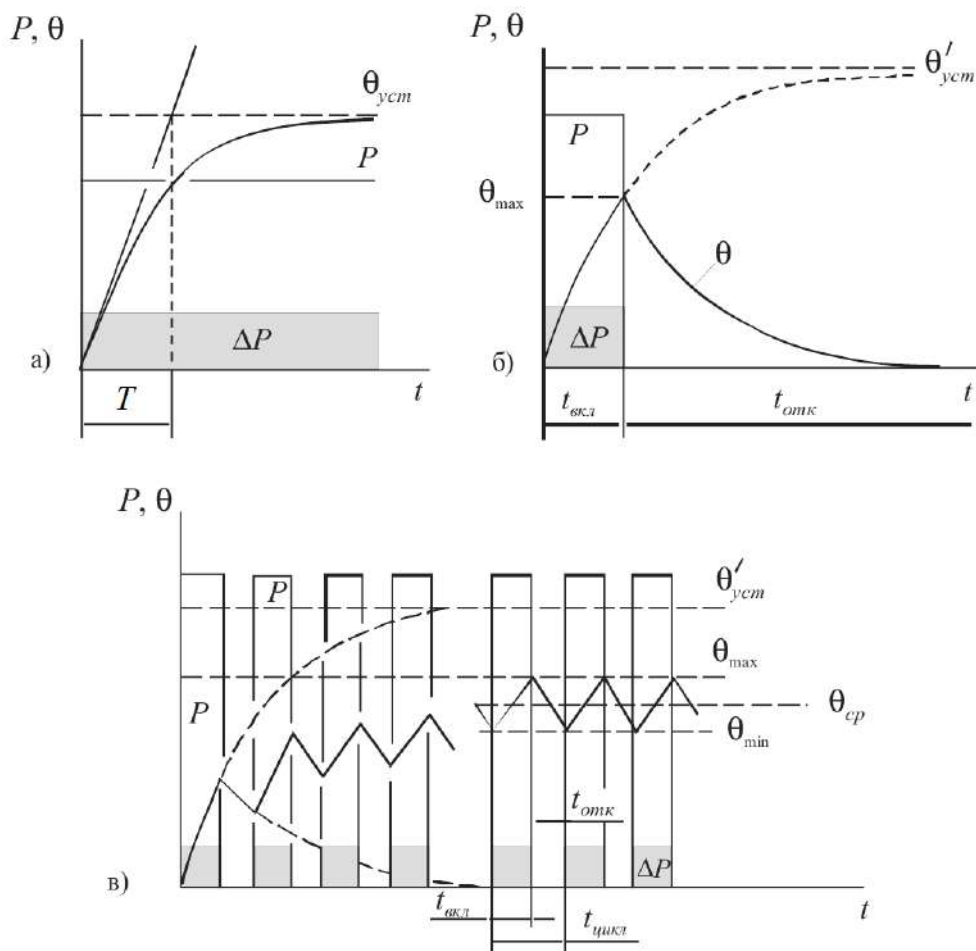 P, θ
θуст
P
ΔP
а)
t
T
P, θ
θ′уст
P
θmax
θ
ΔP
б)
t
tвкл
tотк
P, θ
P
θ′уст
θmax
P
θср
θmin
tотк
ΔP
в)
t
tвкл
tцикл